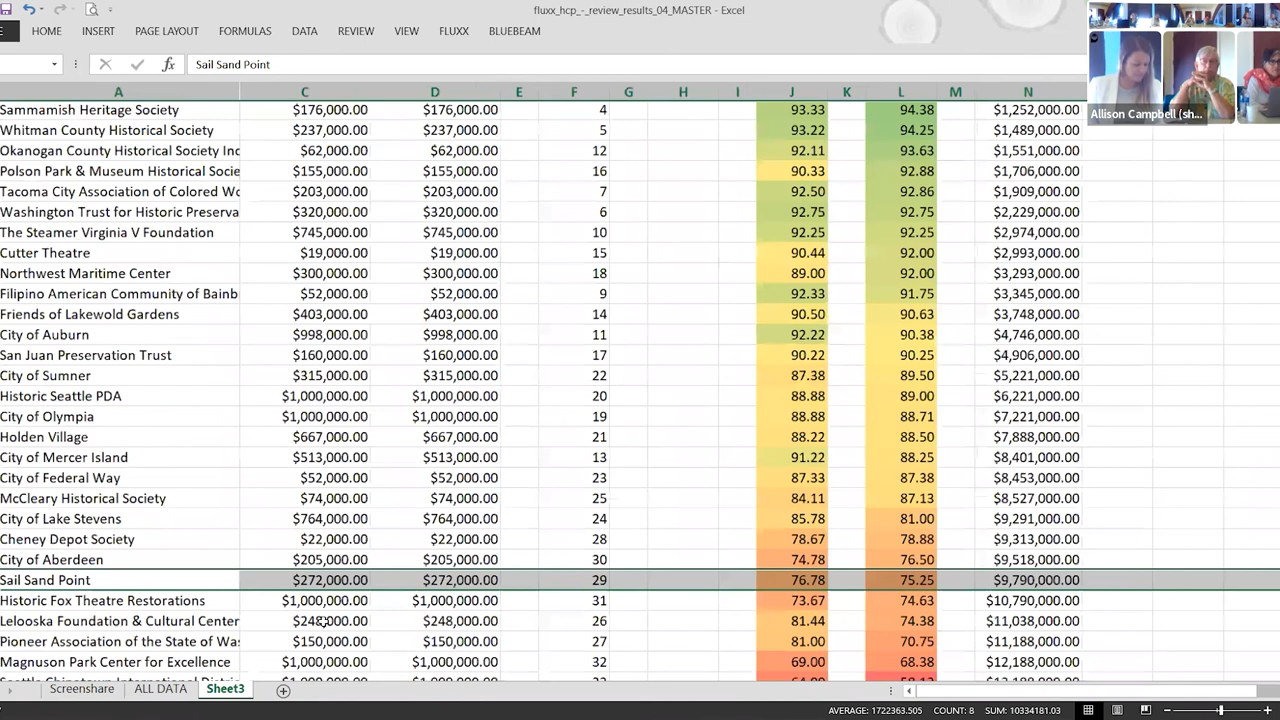 fluxx_hcp_-_review_results_04_MASTER - Excel
HOME INSERT PAGE LAYOUT FORMULAS DATA REVIEW VIEW FLUXX BLUEBEAM
fx Sail Sand Point
Allison Campbell (sh...
A C D E F G H I J K L M N
Sammamish Heritage Society $176,000.00 $176,000.00 4 93.33 94.38 $1,252,000.00
Whitman County Historical Society $237,000.00 $237,000.00 5 93.22 94.25 $1,489,000.00
Okanogan County Historical Society Inc $62,000.00 $62,000.00 12 92.11 93.63 $1,551,000.00
Polson Park & Museum Historical Socie $155,000.00 $155,000.00 16 90.33 92.88 $1,706,000.00
Tacoma City Association of Colored Wo $203,000.00 $203,000.00 7 92.50 92.86 $1,909,000.00
Washington Trust for Historic Preserva $320,000.00 $320,000.00 6 92.75 92.75 $2,229,000.00
The Steamer Virginia V Foundation $745,000.00 $745,000.00 10 92.25 92.25 $2,974,000.00
Cutter Theatre $19,000.00 $19,000.00 15 90.44 92.00 $2,993,000.00
Northwest Maritime Center $300,000.00 $300,000.00 18 89.00 92.00 $3,293,000.00
Filipino American Community of Bainb $52,000.00 $52,000.00 9 92.33 91.75 $3,345,000.00
Friends of Lakewold Gardens $403,000.00 $403,000.00 14 90.50 90.63 $3,748,000.00
City of Auburn $998,000.00 $998,000.00 11 92.22 90.38 $4,746,000.00
San Juan Preservation Trust $160,000.00 $160,000.00 17 90.22 90.25 $4,906,000.00
City of Sumner $315,000.00 $315,000.00 22 87.38 89.50 $5,221,000.00
Historic Seattle PDA $1,000,000.00 $1,000,000.00 20 88.88 89.00 $6,221,000.00
City of Olympia $1,000,000.00 $1,000,000.00 19 88.88 88.71 $7,221,000.00
Holden Village $667,000.00 $667,000.00 21 88.22 88.50 $7,888,000.00
City of Mercer Island $513,000.00 $513,000.00 13 91.22 88.25 $8,401,000.00
City of Federal Way $52,000.00 $52,000.00 23 87.33 87.38 $8,453,000.00
McCleary Historical Society $74,000.00 $74,000.00 25 84.11 87.13 $8,527,000.00
City of Lake Stevens $764,000.00 $764,000.00 24 85.78 81.00 $9,291,000.00
Cheney Depot Society $22,000.00 $22,000.00 28 78.67 78.88 $9,313,000.00
City of Aberdeen $205,000.00 $205,000.00 30 74.78 76.50 $9,518,000.00
Sail Sand Point $272,000.00 $272,000.00 29 76.78 75.25 $9,790,000.00
Historic Fox Theatre Restorations $1,000,000.00 $1,000,000.00 31 73.67 74.63 $10,790,000.00
Lelooska Foundation & Cultural Center $248,000.00 $248,000.00 26 81.44 74.38 $11,038,000.00
Pioneer Association of the State of Was $150,000.00 $150,000.00 27 81.00 70.75 $11,188,000.00
Magnuson Park Center for Excellence $1,000,000.00 $1,000,000.00 32 69.00 68.38 $12,188,000.00
Screenshare ALL DATA Sheet3
AVERAGE: 1722363.505 COUNT: 8 SUM: 10334181.03